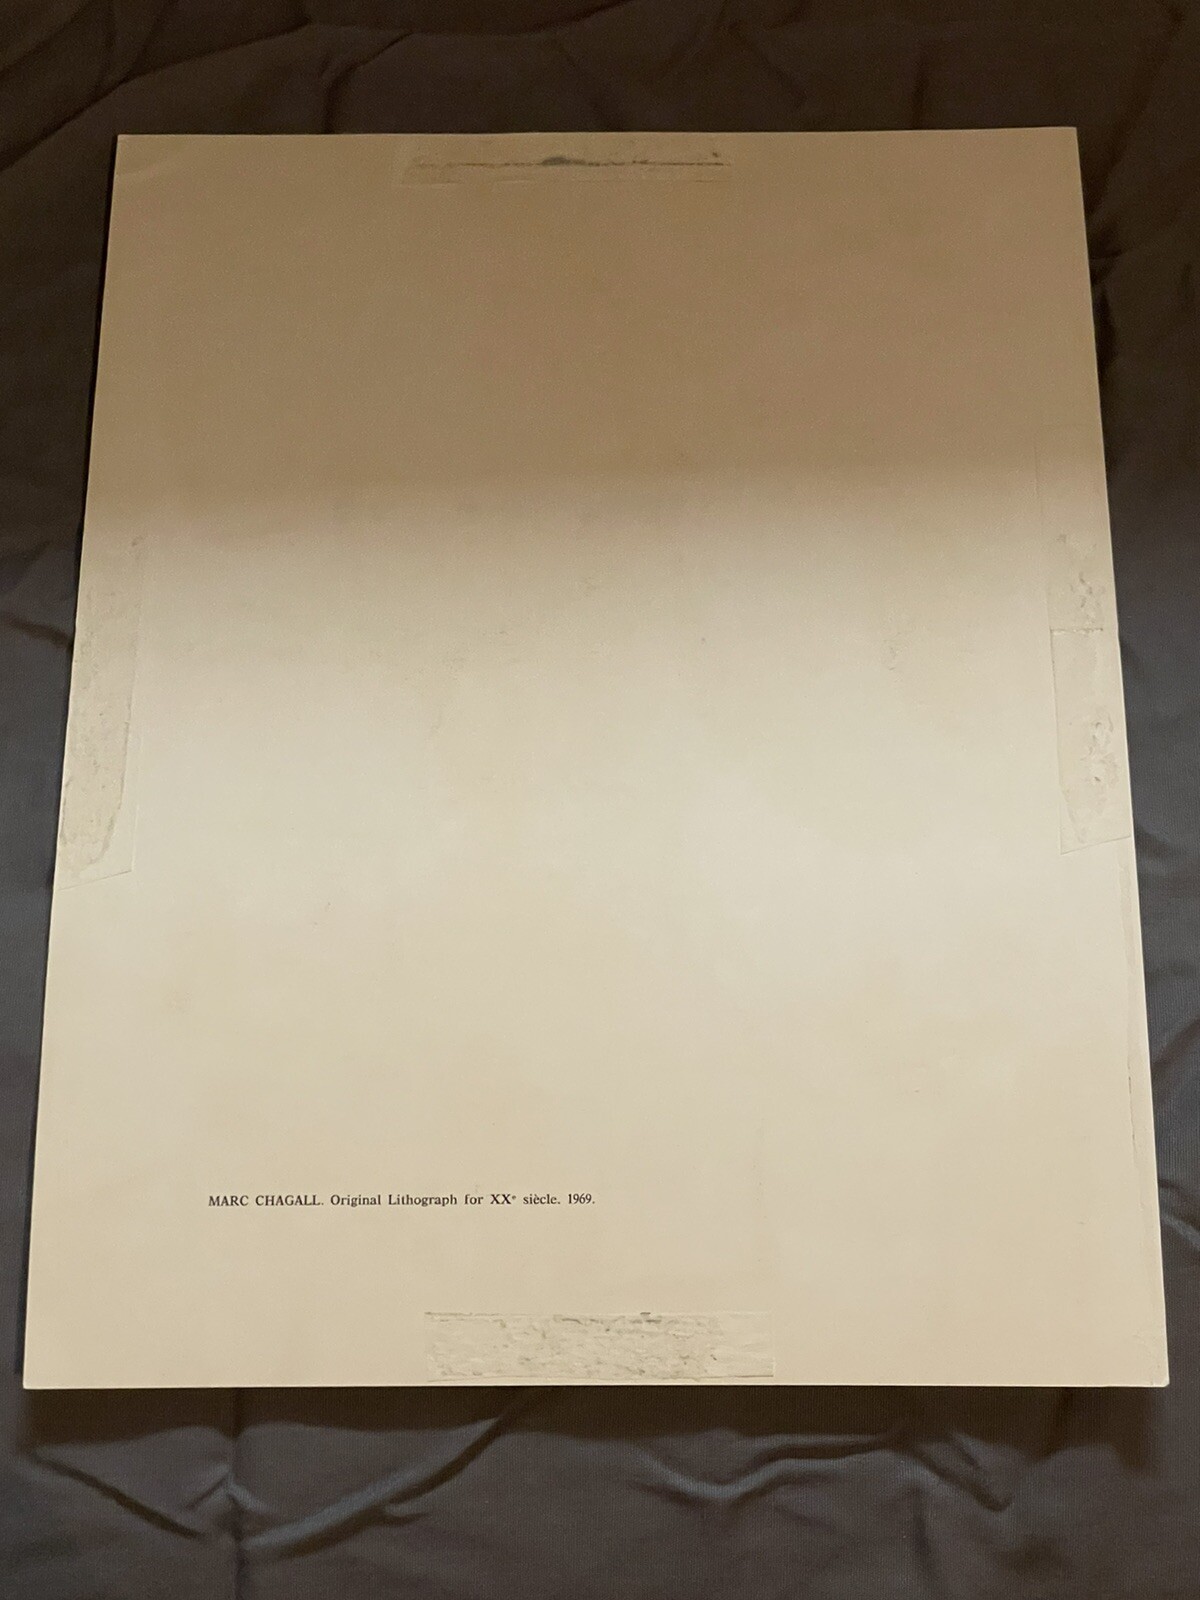 MARC CHAGALL. Original Lithograph for XXᵉ siècle. 1969.